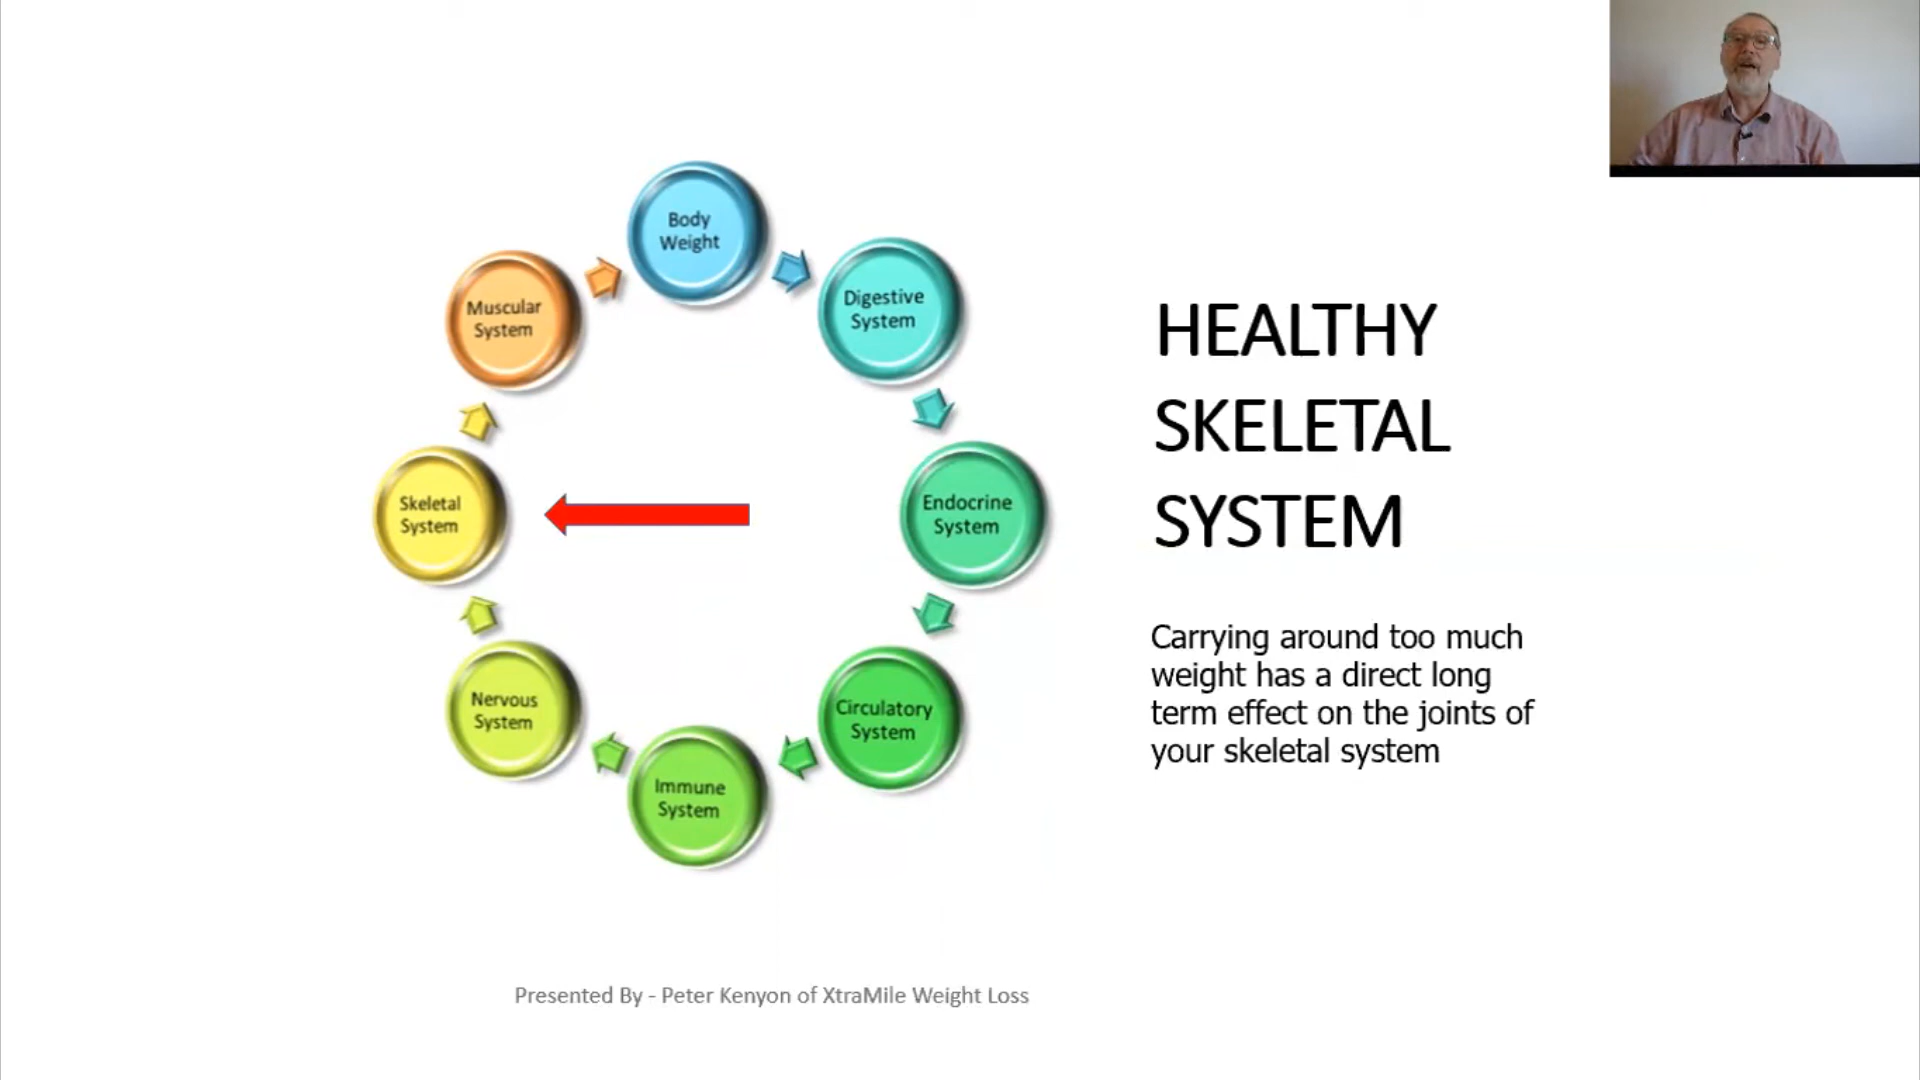 Body
Weight
Digestive
System
Endocrine
System
Circulatory
System
Immune
System
Nervous
System
Skeletal
System
Muscular
System
HEALTHY
SKELETAL
SYSTEM
Carrying around too much
weight has a direct long
term effect on the joints of
your skeletal system
Presented By - Peter Kenyon of XtraMile Weight Loss